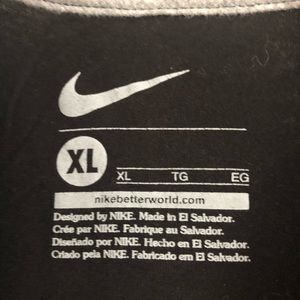 XL
XL TG EG
nikebetterworld.com
Designed by NIKE. Made in El Salvador.
Crée par NIKE. Fabrique au Salvador.
Diseñado por NIKE. Hecho en El Salvador.
Criado pela NIKE. Fabricado em El Salvador.